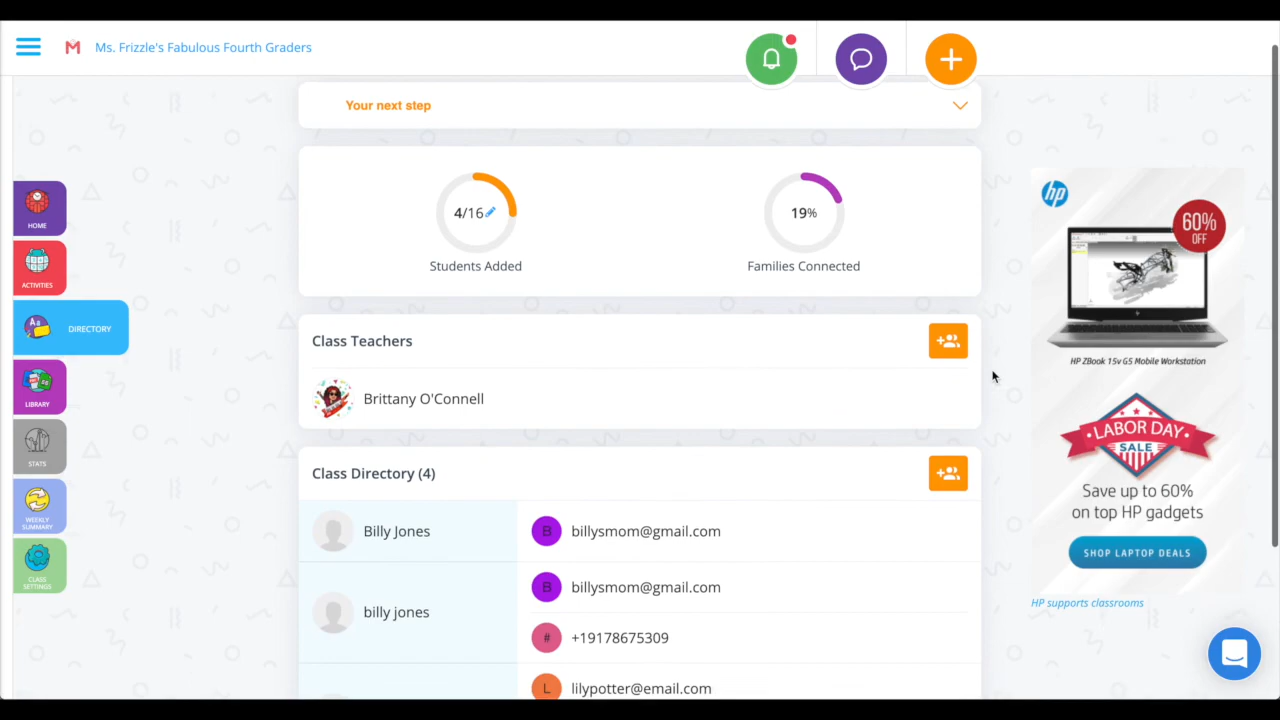 Ms. Frizzle's Fabulous Fourth Graders
Your next step
4/16
19%
Students Added
Families Connected
HOME
ACTIVITIES
DIRECTORY
LIBRARY
STATS
WEEKLY
SUMMARY
CLASS
SETTINGS
Class Teachers
Brittany O'Connell
Class Directory (4)
Billy Jones
B
billysmom@gmail.com
billy jones
B
billysmom@gmail.com
#
+19178675309
L
lilypotter@email.com
hp
60%
OFF
HP ZBook 15v G5 Mobile Workstation
LABOR DAY
SALE
Save up to 60%
on top HP gadgets
SHOP LAPTOP DEALS
HP supports classrooms